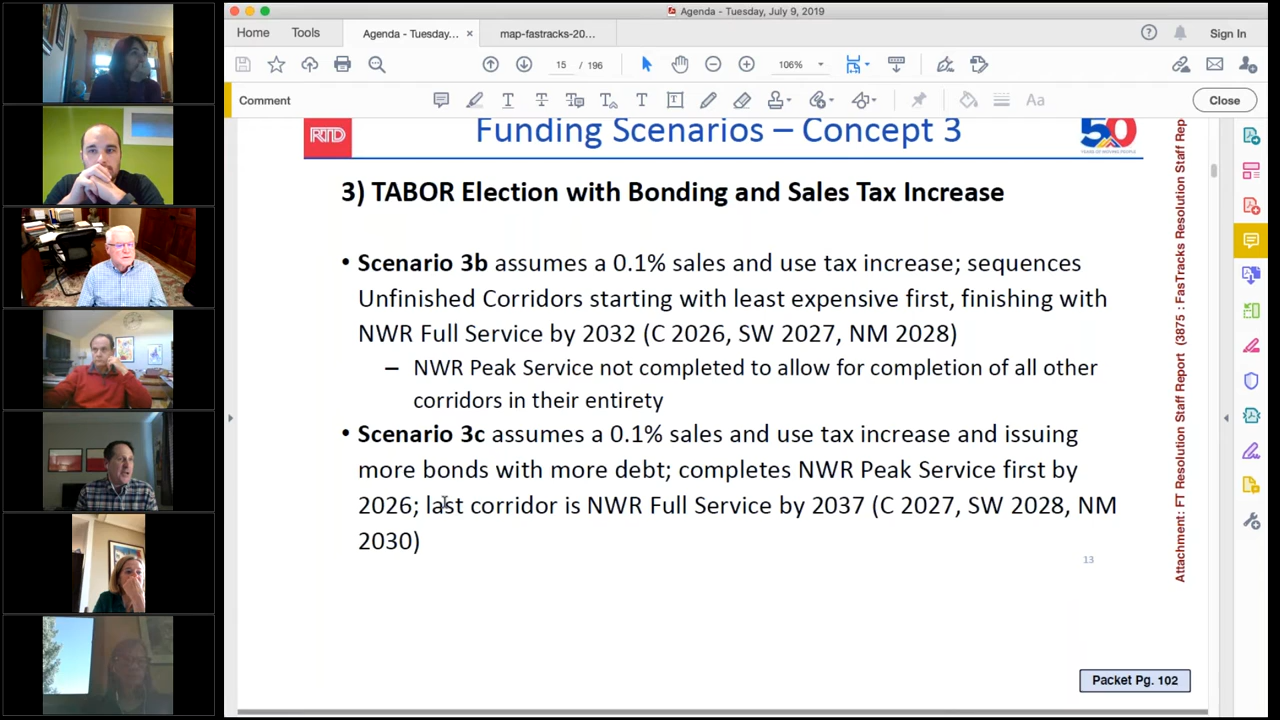 Agenda - Tuesday, July 9, 2019
Home Tools Agenda - Tuesday... × map-fastracks-20... Sign In
15 / 196 106%
Comment Aa Close
RTD Funding Scenarios – Concept 3 50
3) TABOR Election with Bonding and Sales Tax Increase
• Scenario 3b assumes a 0.1% sales and use tax increase; sequences
Unfinished Corridors starting with least expensive first, finishing with
NWR Full Service by 2032 (C 2026, SW 2027, NM 2028)
– NWR Peak Service not completed to allow for completion of all other
corridors in their entirety
• Scenario 3c assumes a 0.1% sales and use tax increase and issuing
more bonds with more debt; completes NWR Peak Service first by
2026; last corridor is NWR Full Service by 2037 (C 2027, SW 2028, NM
2030)
13
Attachment: FT Resolution Staff Report (3875 : FasTracks Resolution Staff Rep
Packet Pg. 102